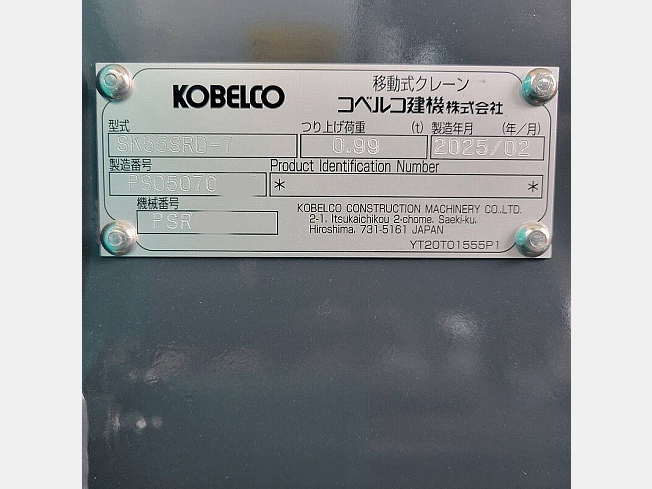 KOBELCO
移動式クレーン
コベルコ建機株式会社
型式
つり上げ荷重 (t)
製造年月 (年/月)
SK58SRD-7
0.99
2025/02
製造番号
Product Identification Number
PS05070
* *
機械番号
PSR
KOBELCO CONSTRUCTION MACHINERY CO.,LTD.
2-1, Itsukaichikou 2-chome, Saeki-ku,
Hiroshima, 731-5161 JAPAN
YT20T01555P1